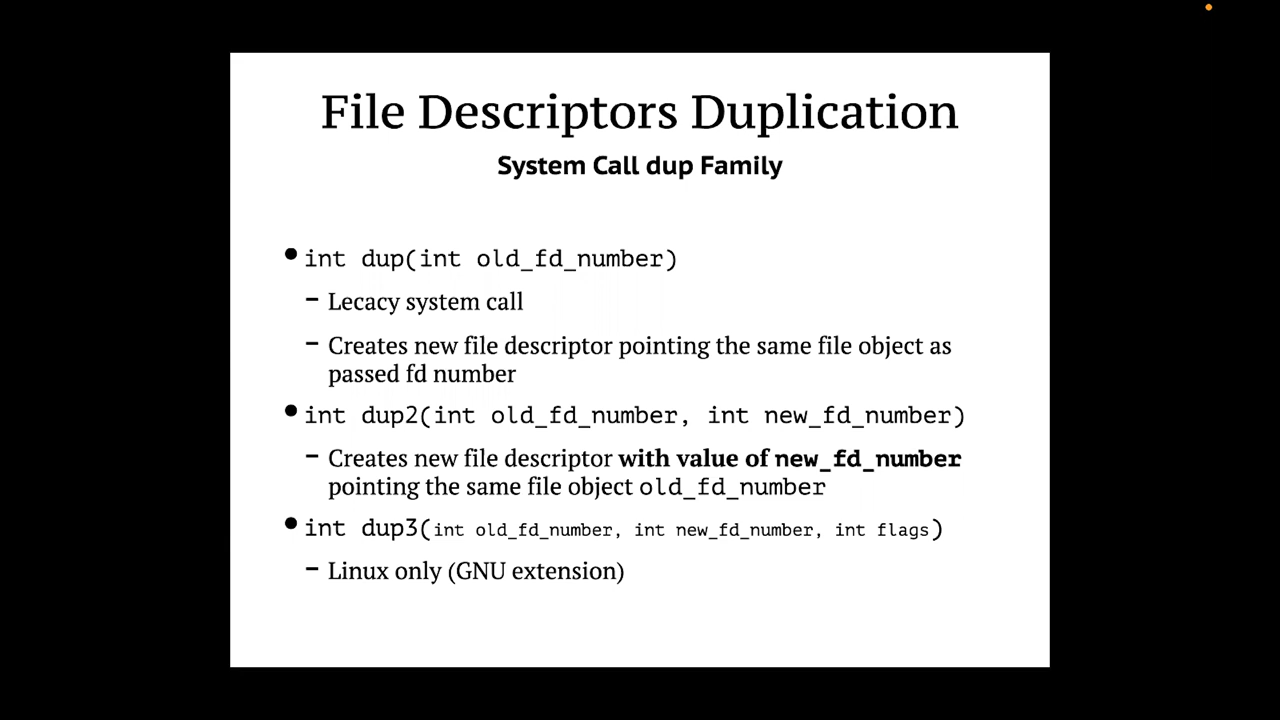 File Descriptors Duplication
System Call dup Family
• int dup(int old_fd_number)
– Lecacy system call
– Creates new file descriptor pointing the same file object as
passed fd number
• int dup2(int old_fd_number, int new_fd_number)
– Creates new file descriptor with value of new_fd_number
pointing the same file object old_fd_number
• int dup3(int old_fd_number, int new_fd_number, int flags)
– Linux only (GNU extension)